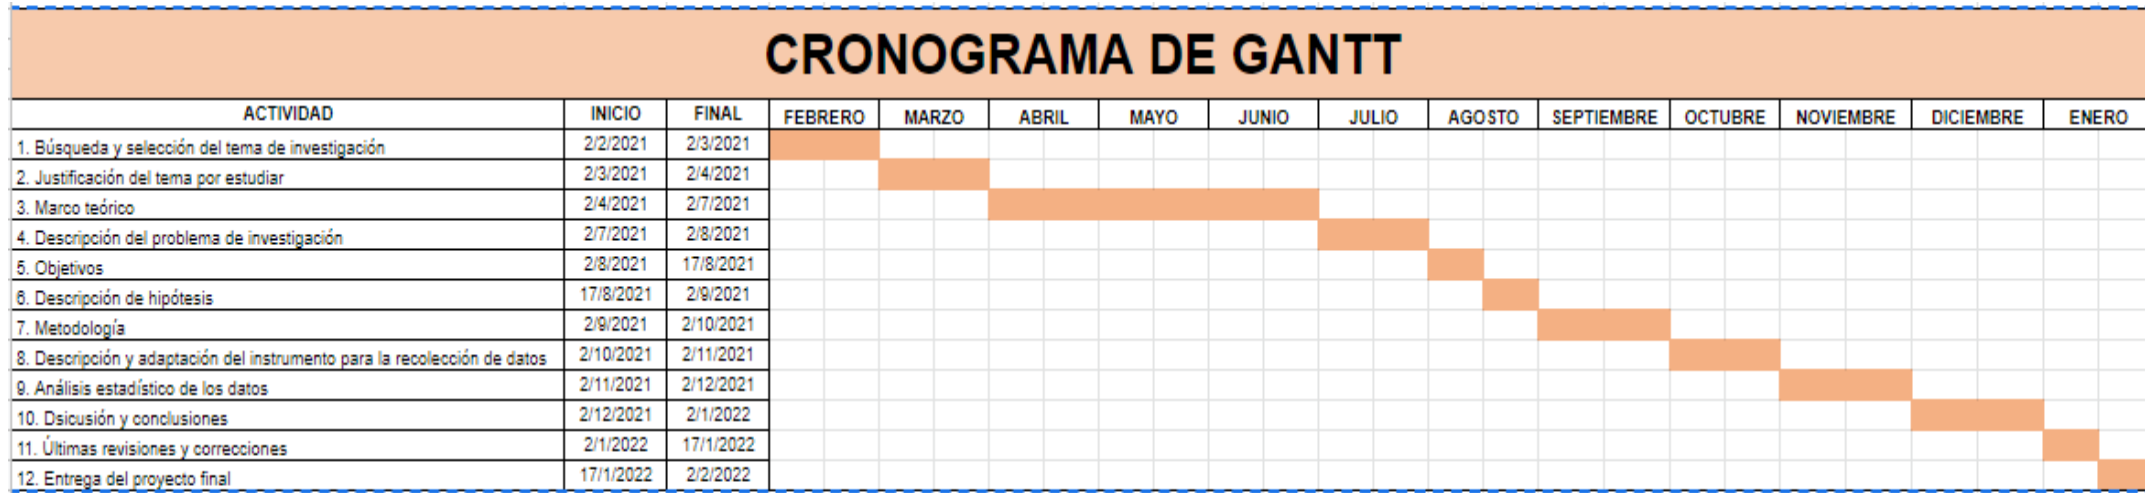 CRONOGRAMA DE GANTT
ACTIVIDAD INICIO FINAL FEBRERO MARZO ABRIL MAYO JUNIO JULIO AGOSTO SEPTIEMBRE OCTUBRE NOVIEMBRE DICIEMBRE ENERO
1. Búsqueda y selección del tema de investigación 2/2/2021 2/3/2021
2. Justificación del tema por estudiar 2/3/2021 2/4/2021
3. Marco teórico 2/4/2021 2/7/2021
4. Descripción del problema de investigación 2/7/2021 2/8/2021
5. Objetivos 2/8/2021 17/8/2021
6. Descripción de hipótesis 17/8/2021 2/9/2021
7. Metodología 2/9/2021 2/10/2021
8. Descripción y adaptación del instrumento para la recolección de datos 2/10/2021 2/11/2021
9. Análisis estadístico de los datos 2/11/2021 2/12/2021
10. Dsicusión y conclusiones 2/12/2021 2/1/2022
11. Últimas revisiones y correcciones 2/1/2022 17/1/2022
12. Entrega del proyecto final 17/1/2022 2/2/2022